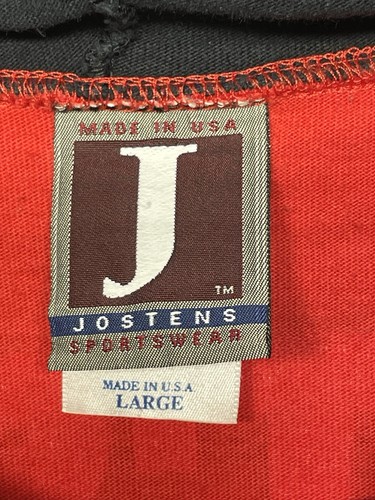 MADE IN USA
J
TM
JOSTENS
SPORTSWEAR
MADE IN U.S.A.
LARGE